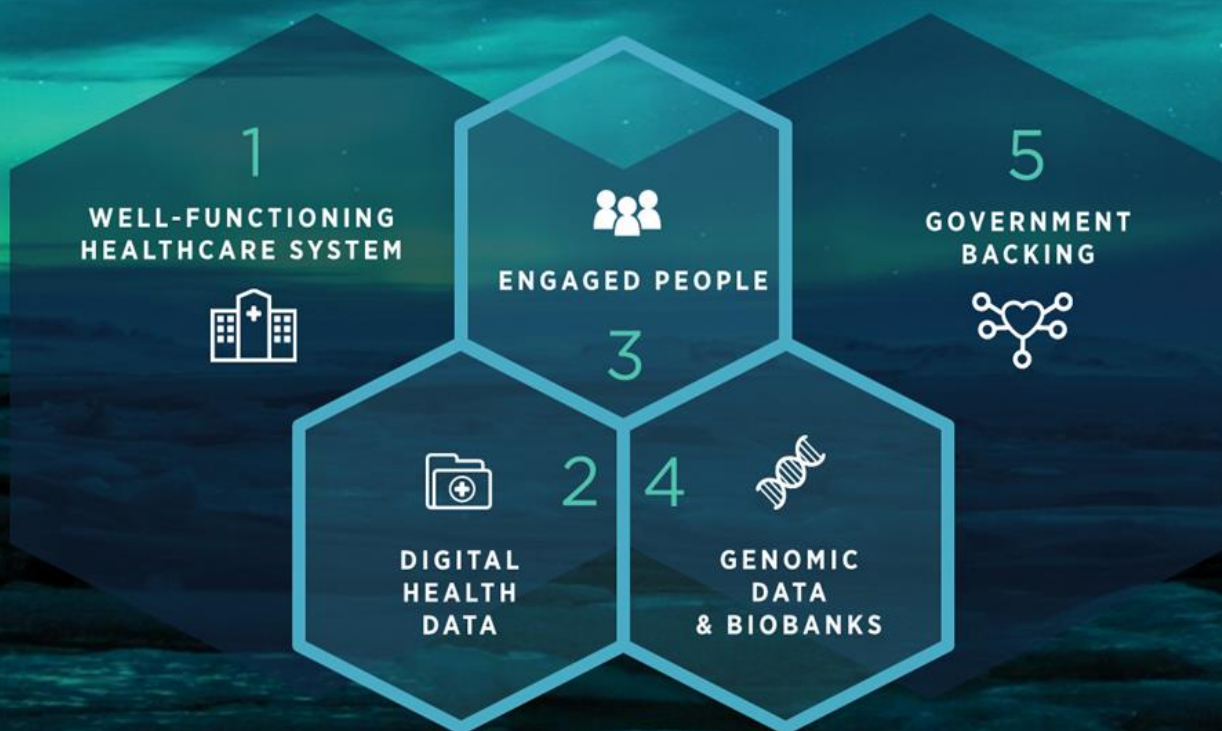 1
WELL-FUNCTIONING
HEALTHCARE SYSTEM
ENGAGED PEOPLE
3
5
GOVERNMENT
BACKING
2
DIGITAL
HEALTH
DATA
4
GENOMIC
DATA
& BIOBANKS